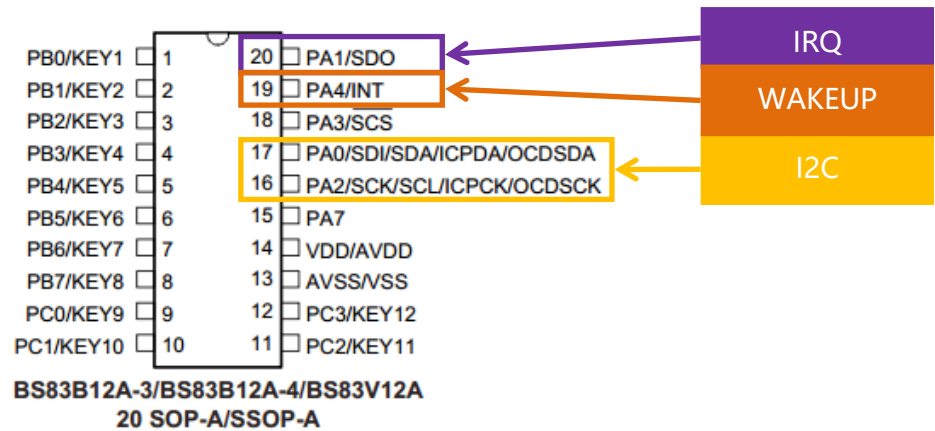 IRQ
WAKEUP
I2C
PB0/KEY1 1 20 PA1/SDO
PB1/KEY2 2 19 PA4/INT
PB2/KEY3 3 18 PA3/SCS
PB3/KEY4 4 17 PA0/SDI/SDA/ICPDA/OCDSDA
PB4/KEY5 5 16 PA2/SCK/SCL/ICPCK/OCDSCK
PB5/KEY6 6 15 PA7
PB6/KEY7 7 14 VDD/AVDD
PB7/KEY8 8 13 AVSS/VSS
PC0/KEY9 9 12 PC3/KEY12
PC1/KEY10 10 11 PC2/KEY11
BS83B12A-3/BS83B12A-4/BS83V12A
20 SOP-A/SSOP-A